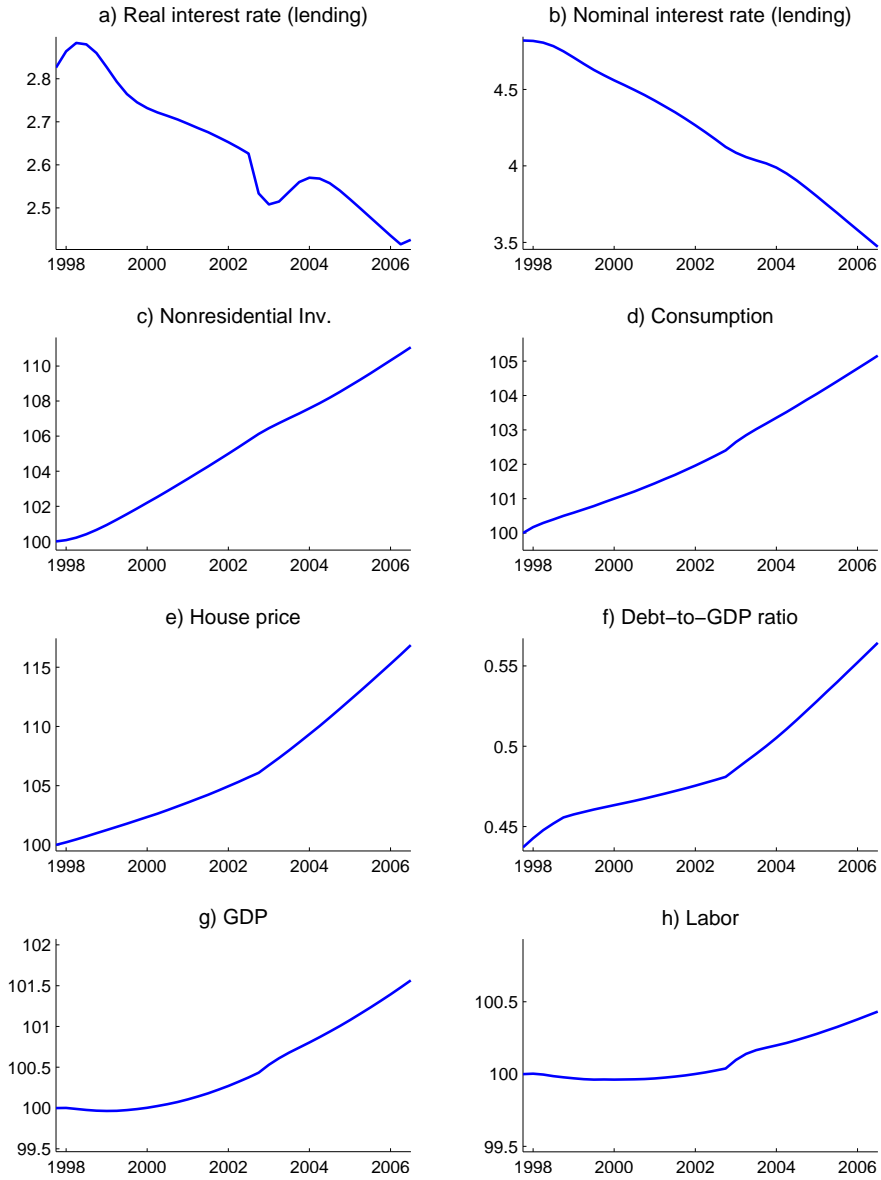 a) Real interest rate (lending)
2.8
2.7
2.6
2.5
1998 2000 2002 2004 2006
b) Nominal interest rate (lending)
4.5
4
3.5
1998 2000 2002 2004 2006
c) Nonresidential Inv.
110
108
106
104
102
100
1998 2000 2002 2004 2006
d) Consumption
105
104
103
102
101
100
1998 2000 2002 2004 2006
e) House price
115
110
105
100
1998 2000 2002 2004 2006
f) Debt−to−GDP ratio
0.55
0.5
0.45
1998 2000 2002 2004 2006
g) GDP
102
101.5
101
100.5
100
99.5
1998 2000 2002 2004 2006
h) Labor
100.5
100
99.5
1998 2000 2002 2004 2006